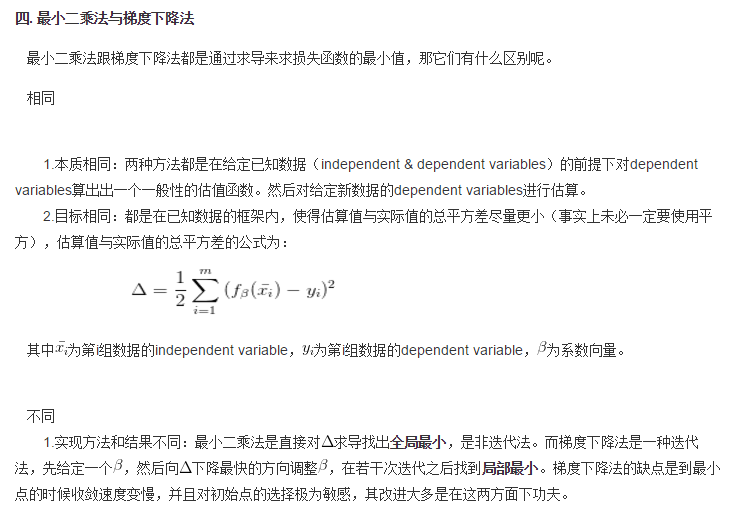 四. 最小二乘法与梯度下降法
最小二乘法跟梯度下降法都是通过求导来求损失函数的最小值，那它们有什么区别呢。
相同
1.本质相同：两种方法都是在给定已知数据（independent & dependent variables）的前提下对dependent
variables算出出一个一般性的估值函数。然后对给定新数据的dependent variables进行估算。
2.目标相同：都是在已知数据的框架内，使得估算值与实际值的总平方差尽量更小（事实上未必一定要使用平
方），估算值与实际值的总平方差的公式为：
Δ = 1/2 ∑_{i=1}^{m} (f_β(x̄_i) − y_i)²
其中x̄_i为第i组数据的independent variable，y_i为第i组数据的dependent variable，β为系数向量。
不同
1.实现方法和结果不同：最小二乘法是直接对Δ求导找出全局最小，是非迭代法。而梯度下降法是一种迭代
法，先给定一个β，然后向Δ下降最快的方向调整β，在若干次迭代之后找到局部最小。梯度下降法的缺点是到最小
点的时候收敛速度变慢，并且对初始点的选择极为敏感，其改进大多是在这两方面下功夫。